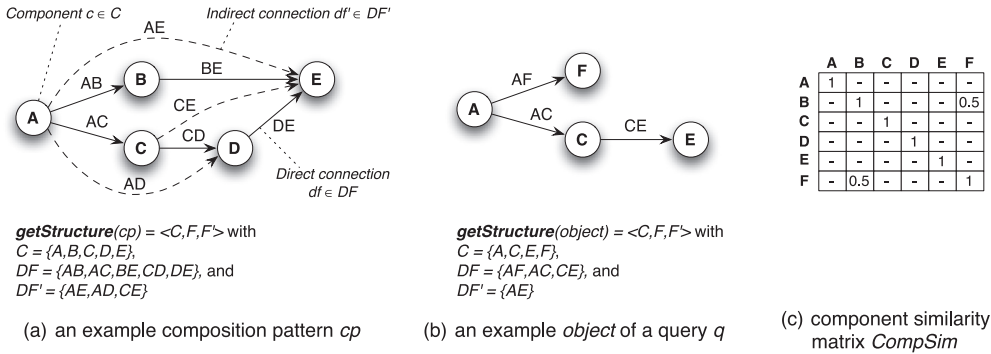 Component c ∈ C
Indirect connection df' ∈ DF'
AE
B
BE
E
AB
A
CE
AC
DE
CD
C
D
AD
Direct connection
df ∈ DF
getStructure(cp) = <C,F,F'> with
C = {A,B,C,D,E},
DF = {AB,AC,BE,CD,DE}, and
DF' = {AE,AD,CE}
(a) an example composition pattern cp
F
AF
A
AC
CE
C
E
getStructure(object) = <C,F,F'> with
C = {A,C,E,F},
DF = {AF,AC,CE}, and
DF' = {AE}
(b) an example object of a query q
A B C D E F
A 1 - - - - -
B - 1 - - - 0.5
C - - 1 - - -
D - - - 1 - -
E - - - - 1 -
F - 0.5 - - - 1
(c) component similarity
matrix CompSim